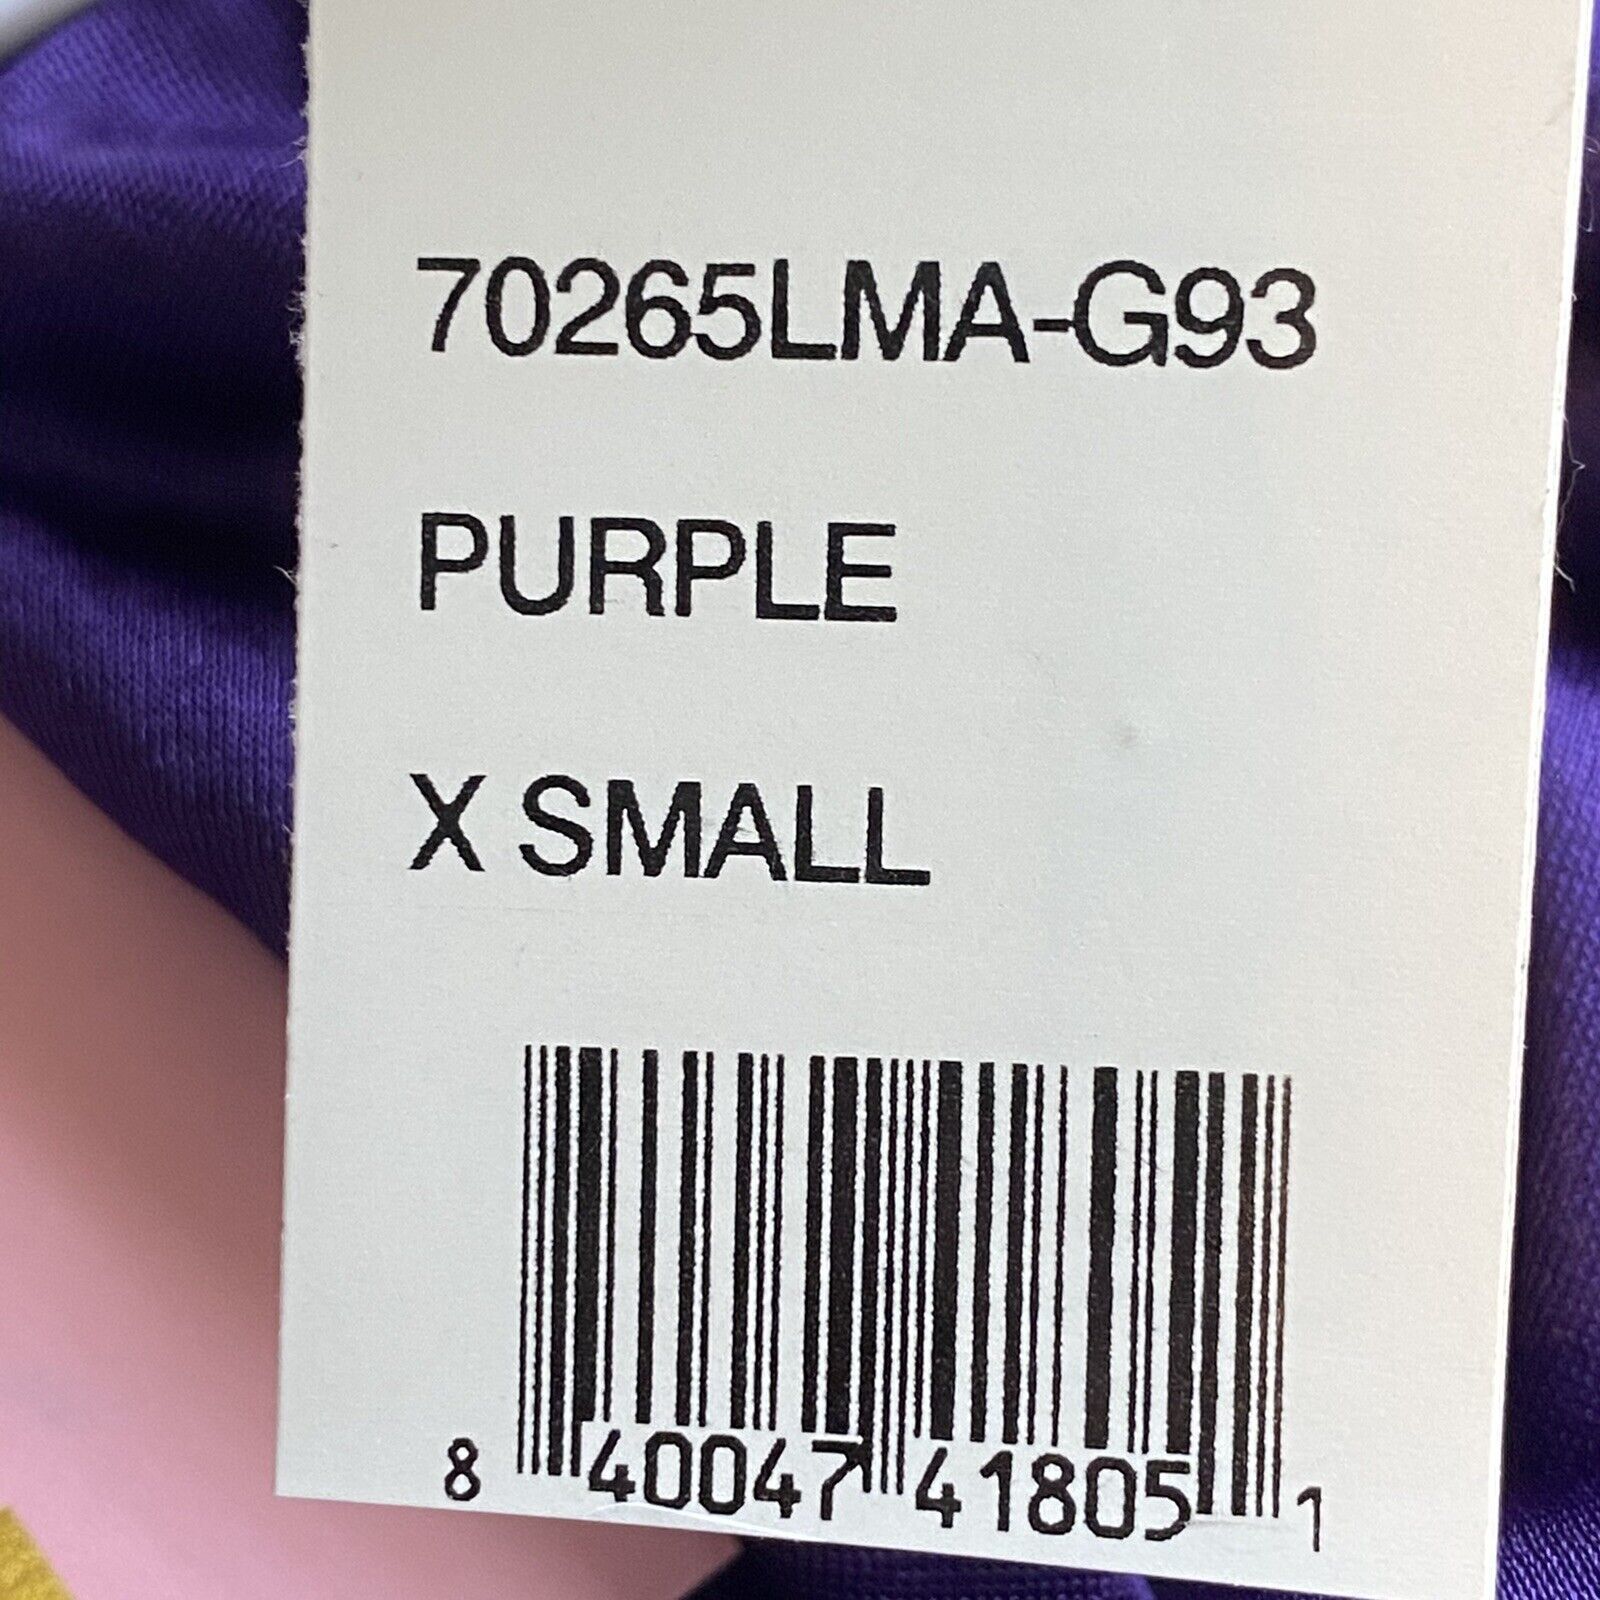 70265LMA-G93
PURPLE
X SMALL
8 40047 41805 1